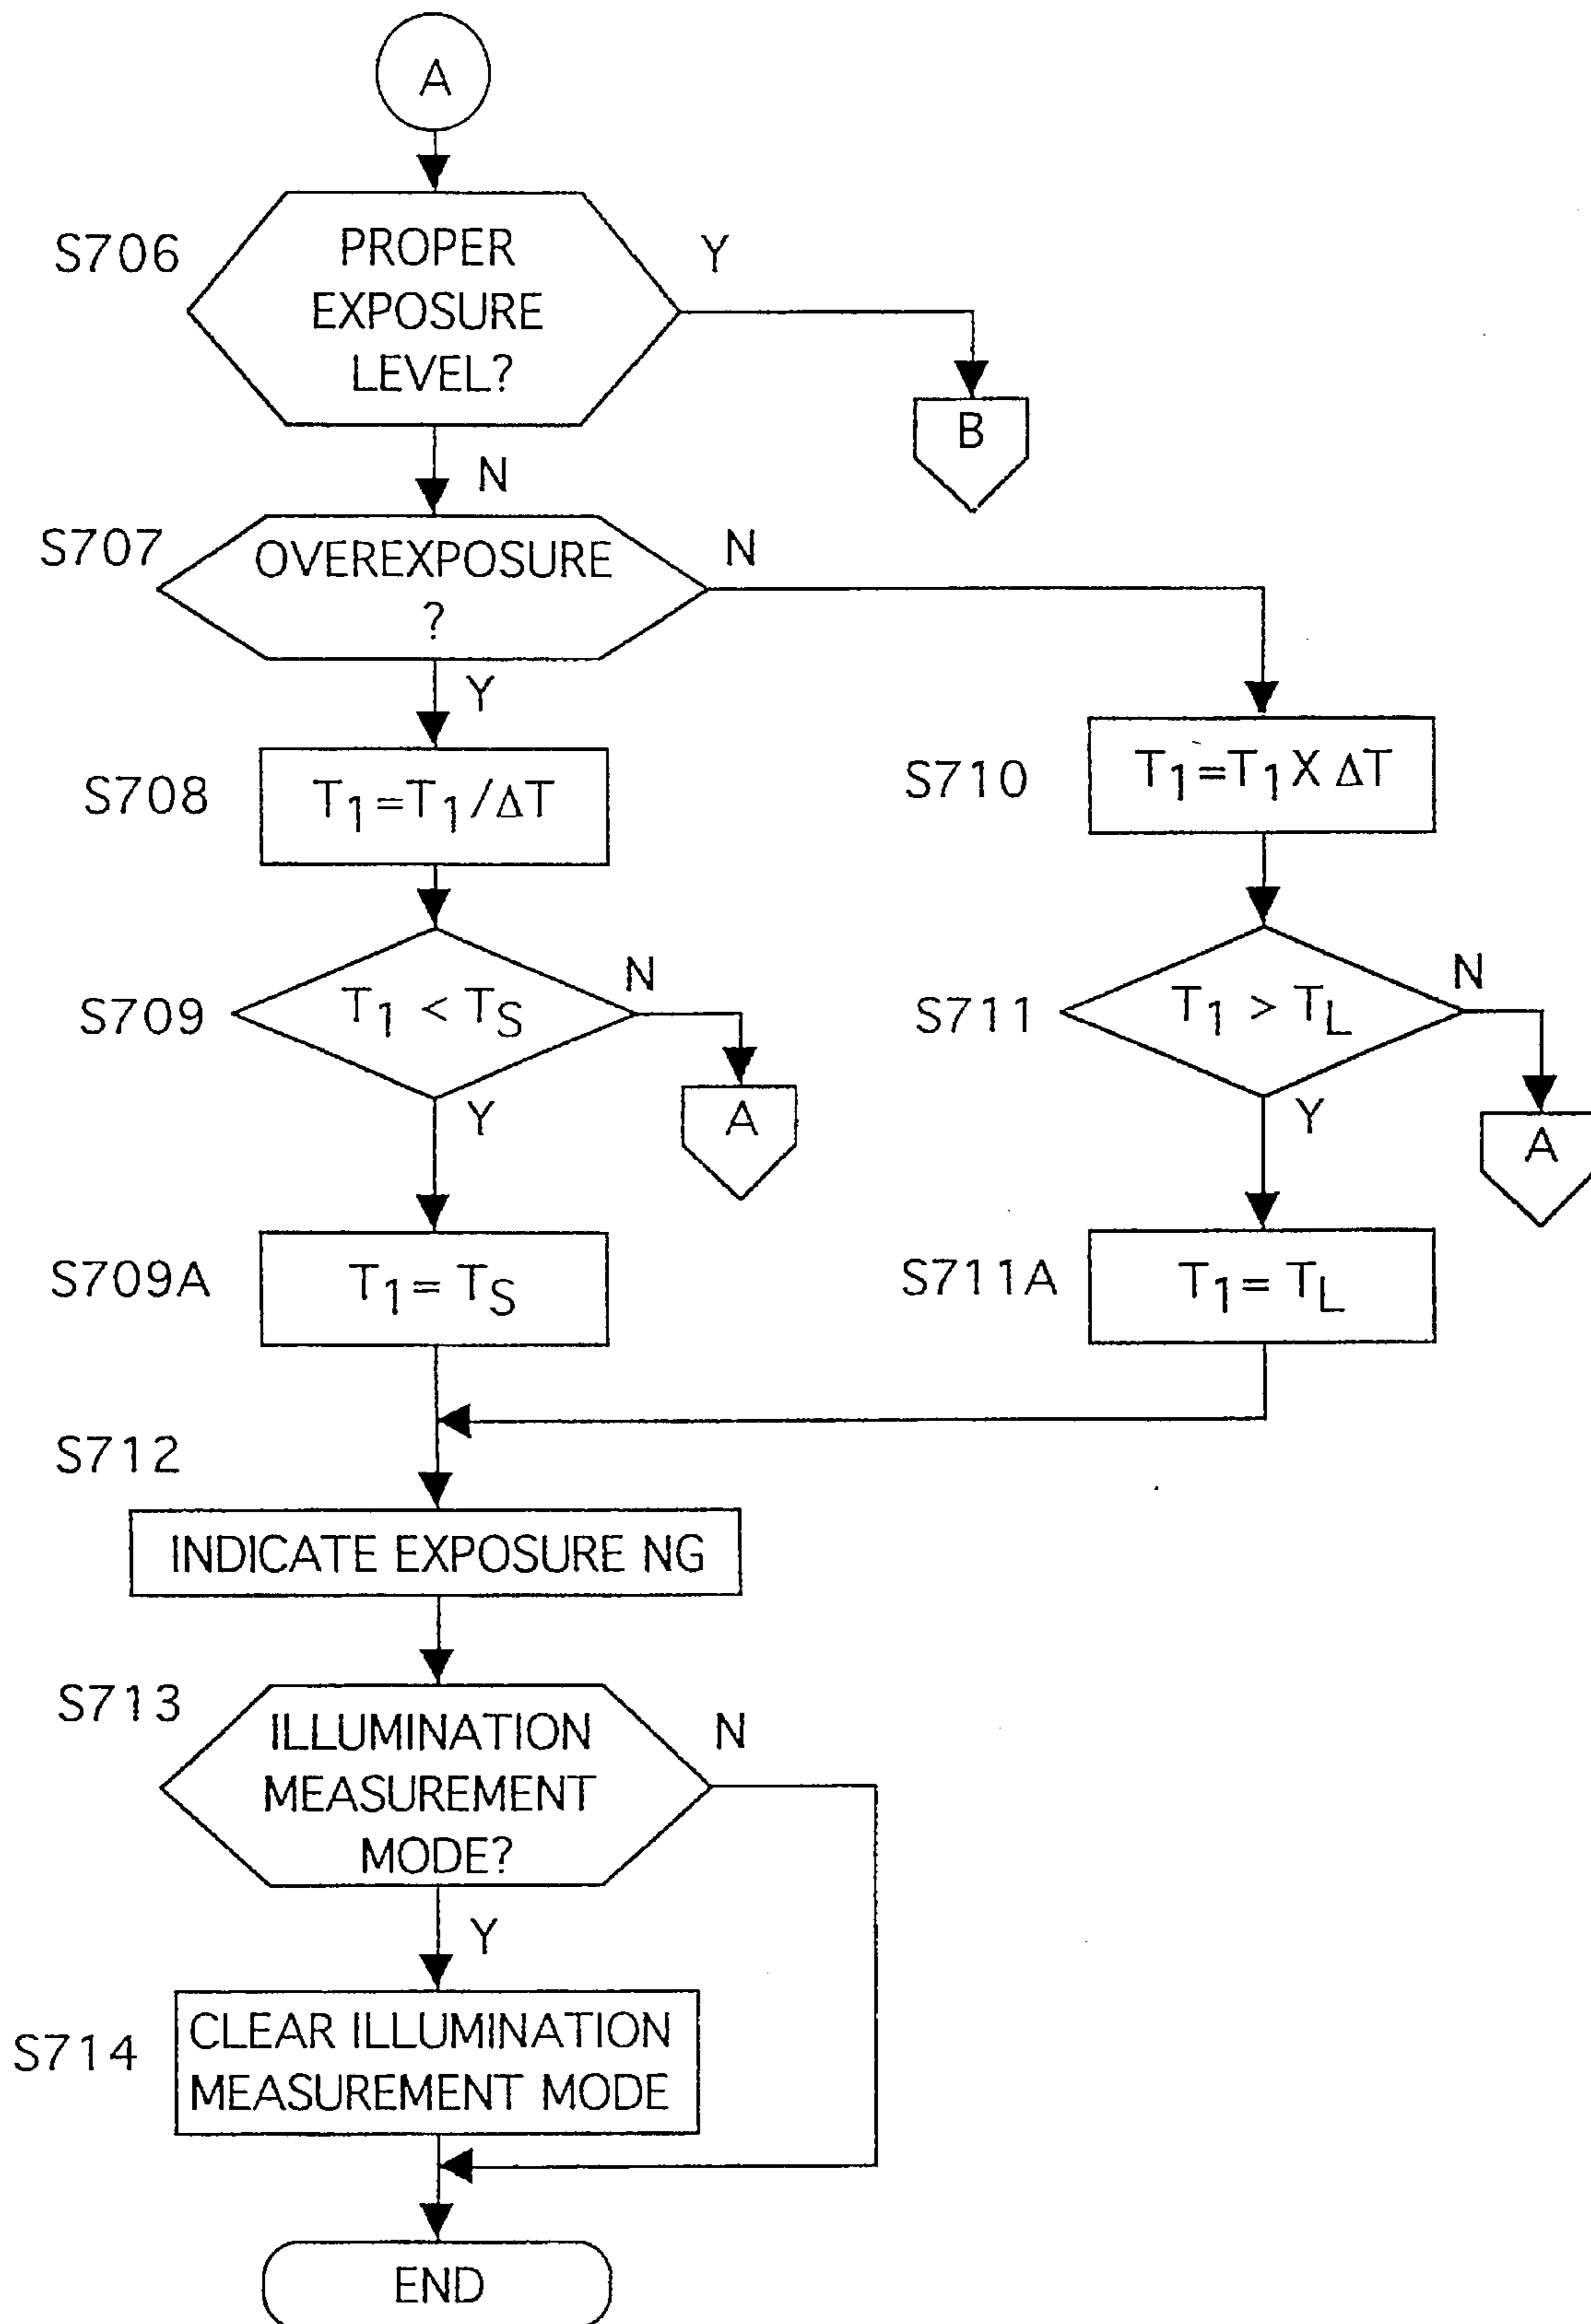 A
S706
PROPER
EXPOSURE
LEVEL?
Y
B
N
S707
OVEREXPOSURE
?
N
Y
S708
T1=T1/ΔT
S710
T1=T1 X ΔT
S709
T1 < TS
N
A
Y
S711
T1 > TL
N
A
Y
S709A
T1= TS
S711A
T1= TL
S712
INDICATE EXPOSURE NG
S713
ILLUMINATION
MEASUREMENT
MODE?
N
Y
S714
CLEAR ILLUMINATION
MEASUREMENT MODE
END